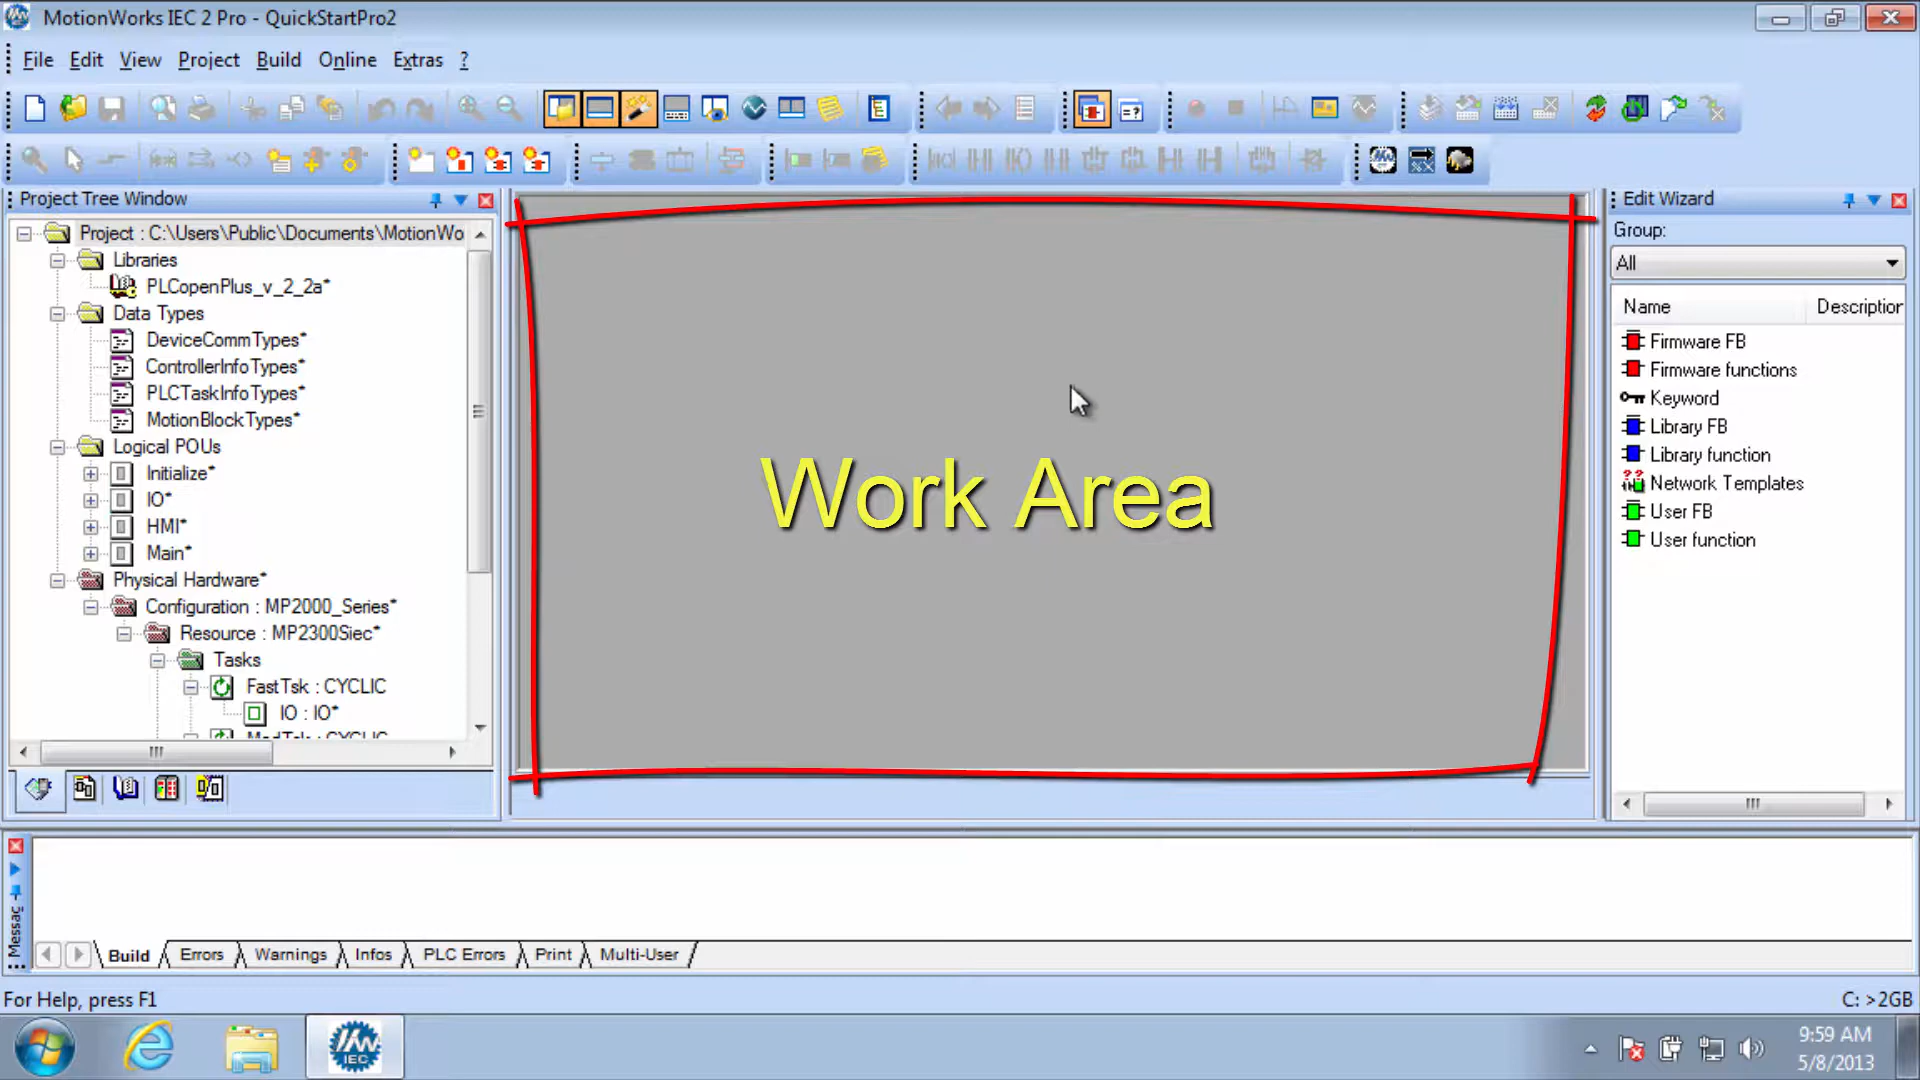 MotionWorks IEC 2 Pro - QuickStartPro2
File Edit View Project Build Online Extras ?
Project Tree Window
Project : C:\Users\Public\Documents\MotionWo
Libraries
PLCopenPlus_v_2_2a*
Data Types
DeviceCommTypes*
ControllerInfoTypes*
PLCTaskInfoTypes*
MotionBlockTypes*
Logical POUs
Initialize*
IO*
HMI*
Main*
Physical Hardware*
Configuration : MP2000_Series*
Resource : MP2300Siec*
Tasks
FastTsk : CYCLIC
IO : IO*
Work Area
Edit Wizard
Group:
All
Name Description
Firmware FB
Firmware functions
Keyword
Library FB
Library function
Network Templates
User FB
User function
Messac
Build Errors Warnings Infos PLC Errors Print Multi-User
For Help, press F1
C: >2GB
IEC
9:59 AM
5/8/2013